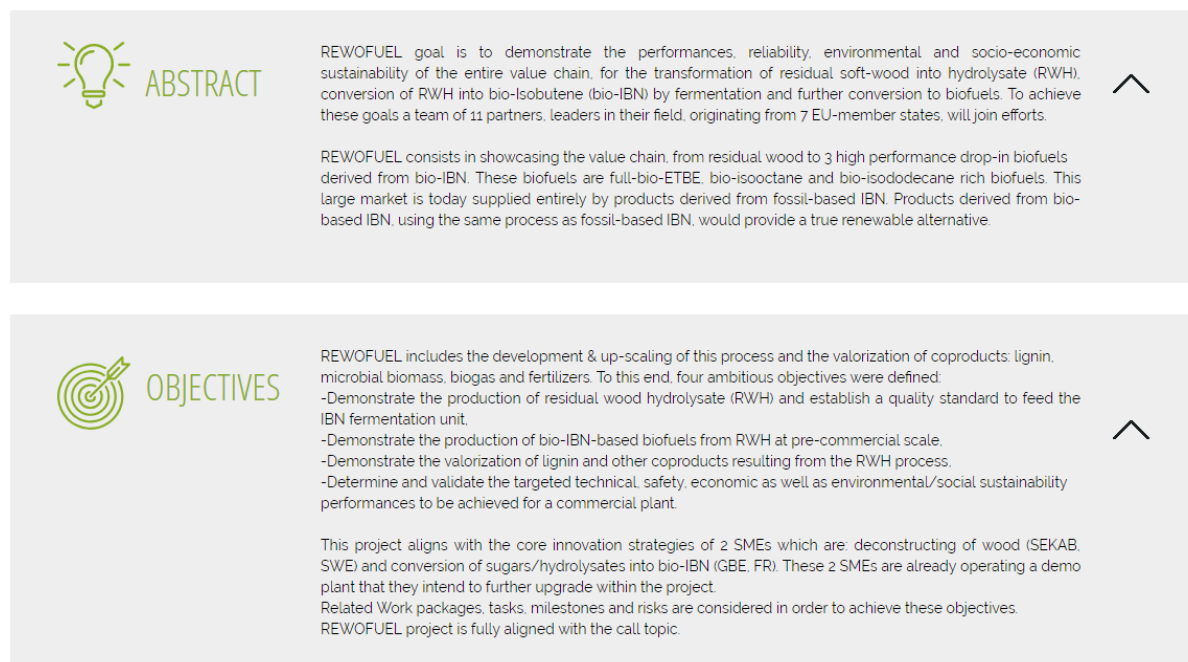 ABSTRACT
REWOFUEL goal is to demonstrate the performances, reliability, environmental and socio-economic
sustainability of the entire value chain, for the transformation of residual soft-wood into hydrolysate (RWH),
conversion of RWH into bio-Isobutene (bio-IBN) by fermentation and further conversion to biofuels. To achieve
these goals a team of 11 partners, leaders in their field, originating from 7 EU-member states, will join efforts.
REWOFUEL consists in showcasing the value chain, from residual wood to 3 high performance drop-in biofuels
derived from bio-IBN. These biofuels are full-bio-ETBE, bio-isooctane and bio-isododecane rich biofuels. This
large market is today supplied entirely by products derived from fossil-based IBN. Products derived from bio-
based IBN, using the same process as fossil-based IBN, would provide a true renewable alternative.
OBJECTIVES
REWOFUEL includes the development & up-scaling of this process and the valorization of coproducts: lignin,
microbial biomass, biogas and fertilizers. To this end, four ambitious objectives were defined:
-Demonstrate the production of residual wood hydrolysate (RWH) and establish a quality standard to feed the
IBN fermentation unit,
-Demonstrate the production of bio-IBN-based biofuels from RWH at pre-commercial scale,
-Demonstrate the valorization of lignin and other coproducts resulting from the RWH process,
-Determine and validate the targeted technical, safety, economic as well as environmental/social sustainability
performances to be achieved for a commercial plant.
This project aligns with the core innovation strategies of 2 SMEs which are: deconstructing of wood (SEKAB,
SWE) and conversion of sugars/hydrolysates into bio-IBN (GBE, FR). These 2 SMEs are already operating a demo
plant that they intend to further upgrade within the project.
Related Work packages, tasks, milestones and risks are considered in order to achieve these objectives.
REWOFUEL project is fully aligned with the call topic.